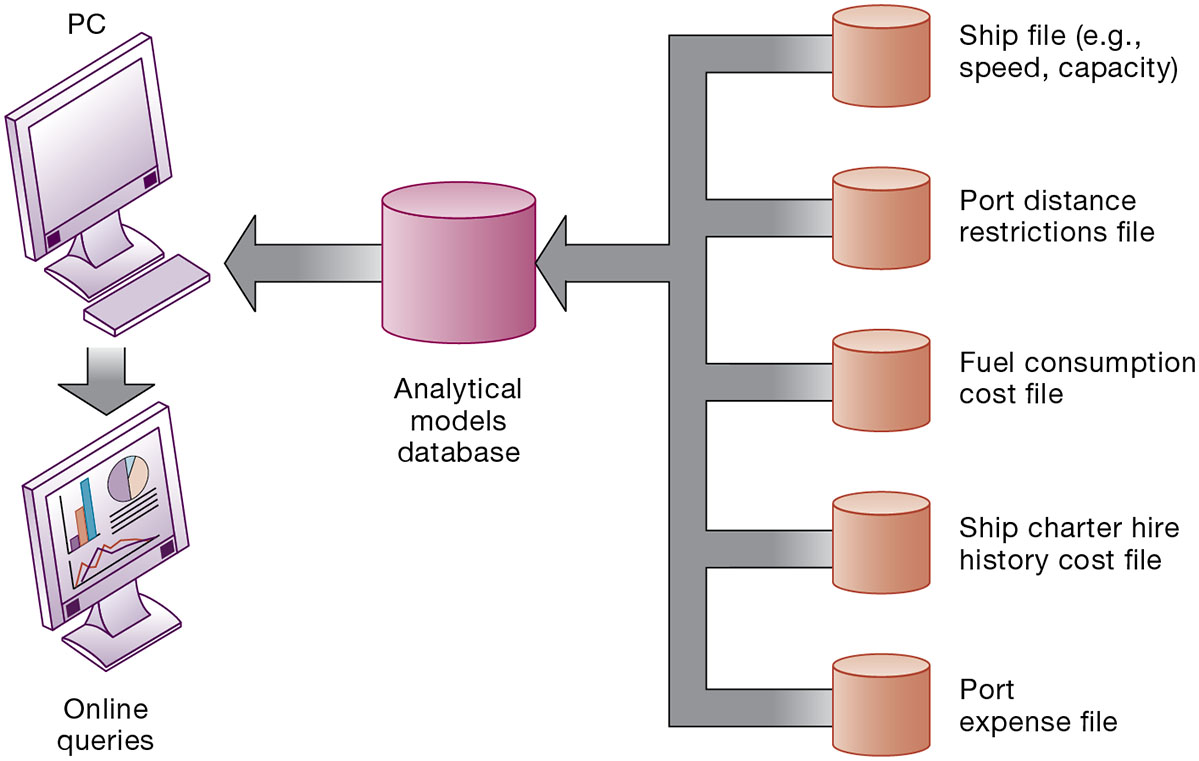 PC
Ship file (e.g.,
speed, capacity)
Port distance
restrictions file
Fuel consumption
cost file
Analytical
models
database
Ship charter hire
history cost file
Port
expense file
Online
queries